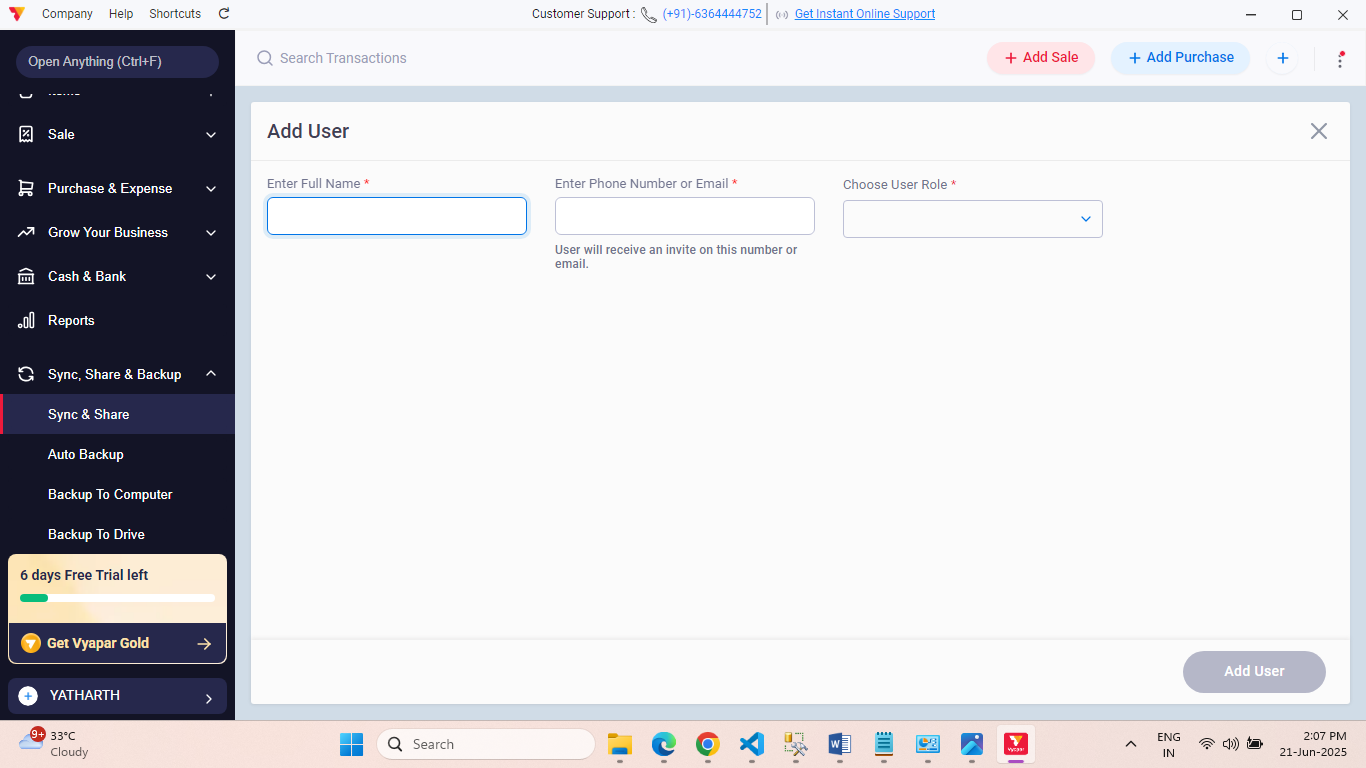 Company Help Shortcuts
Customer Support : (+91)-6364444752 Get Instant Online Support
Open Anything (Ctrl+F)
Search Transactions
Add Sale
Add Purchase
Sale
Purchase & Expense
Grow Your Business
Cash & Bank
Reports
Sync, Share & Backup
Sync & Share
Auto Backup
Backup To Computer
Backup To Drive
6 days Free Trial left
Get Vyapar Gold
YATHARTH
Add User
Enter Full Name *
Enter Phone Number or Email *
Choose User Role *
User will receive an invite on this number or
email.
Add User
9+
33°C
Cloudy
Search
Vyapar
ENG
IN
2:07 PM
21-Jun-2025